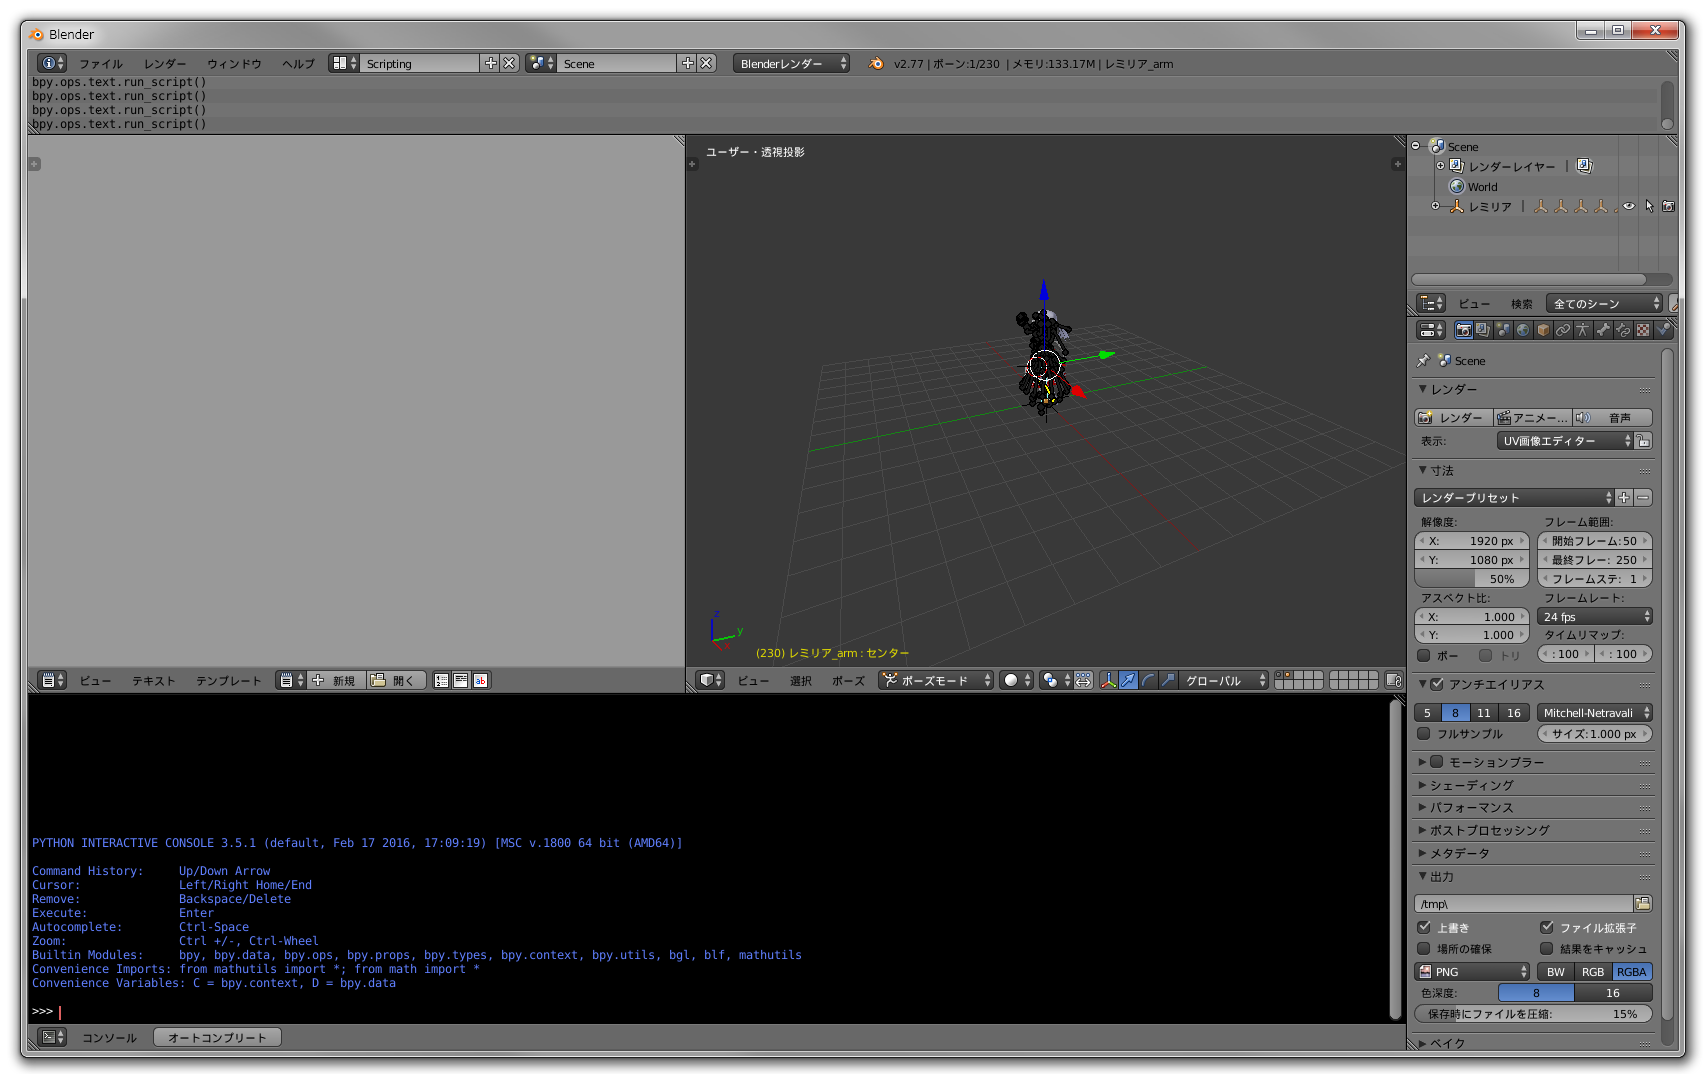 Blender
ファイル レンダー ウィンドウ ヘルプ Scripting Scene Blenderレンダー v2.77 | ボーン:1/230 | メモリ:133.17M | レミリア_arm
bpy.ops.text.run_script()
bpy.ops.text.run_script()
bpy.ops.text.run_script()
bpy.ops.text.run_script()
ユーザー・透視投影
z
y
x
(230) レミリア_arm : センター
ビュー テキスト テンプレート 新規 開く
ビュー 選択 ポーズ ポーズモード グローバル
PYTHON INTERACTIVE CONSOLE 3.5.1 (default, Feb 17 2016, 17:09:19) [MSC v.1800 64 bit (AMD64)]
Command History: Up/Down Arrow
Cursor: Left/Right Home/End
Remove: Backspace/Delete
Execute: Enter
Autocomplete: Ctrl-Space
Zoom: Ctrl +/-, Ctrl-Wheel
Builtin Modules: bpy, bpy.data, bpy.ops, bpy.props, bpy.types, bpy.context, bpy.utils, bgl, blf, mathutils
Convenience Imports: from mathutils import *; from math import *
Convenience Variables: C = bpy.context, D = bpy.data
>>>
コンソール オートコンプリート
Scene
レンダーレイヤー |
World
レミリア |
ビュー 検索 全てのシーン
Scene
レンダー
レンダー アニメー... 音声
表示: UV画像エディター
寸法
レンダープリセット
解像度: フレーム範囲:
X: 1920 px 開始フレーム: 50
Y: 1080 px 最終フレー: 250
50% フレームステ: 1
アスペクト比: フレームレート:
X: 1.000 24 fps
Y: 1.000 タイムリマップ:
ボー トリ : 100 : 100
アンチエイリアス
5 8 11 16 Mitchell-Netravali
フルサンプル サイズ: 1.000 px
モーションブラー
シェーディング
パフォーマンス
ポストプロセッシング
メタデータ
出力
/tmp\
上書き ファイル拡張子
場所の確保 結果をキャッシュ
PNG BW RGB RGBA
色深度: 8 16
保存時にファイルを圧縮: 15%
ベイク